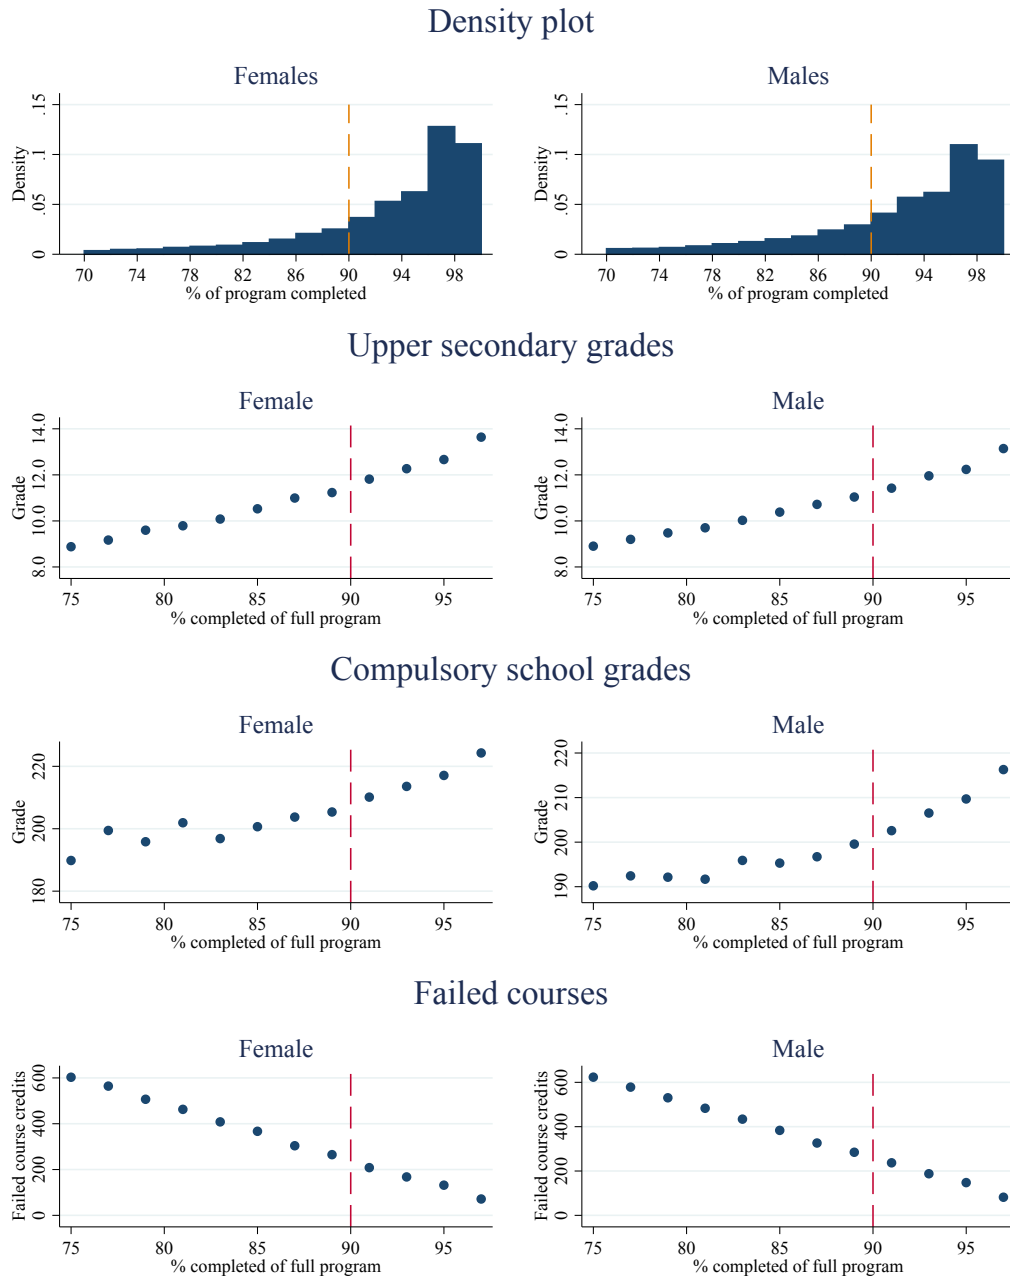 Density plot
Females
Males
Density
.15
.1
.05
0
70 74 78 82 86 90 94 98
% of program completed
Density
.15
.1
.05
0
70 74 78 82 86 90 94 98
% of program completed
Upper secondary grades
Female
Male
Grade
14.0
12.0
10.0
8.0
75 80 85 90 95
% completed of full program
Grade
14.0
12.0
10.0
8.0
75 80 85 90 95
% completed of full program
Compulsory school grades
Female
Male
Grade
220
200
180
75 80 85 90 95
% completed of full program
Grade
220
210
200
190
75 80 85 90 95
% completed of full program
Failed courses
Female
Male
Failed course credits
600
400
200
0
75 80 85 90 95
% completed of full program
Failed course credits
600
400
200
0
75 80 85 90 95
% completed of full program